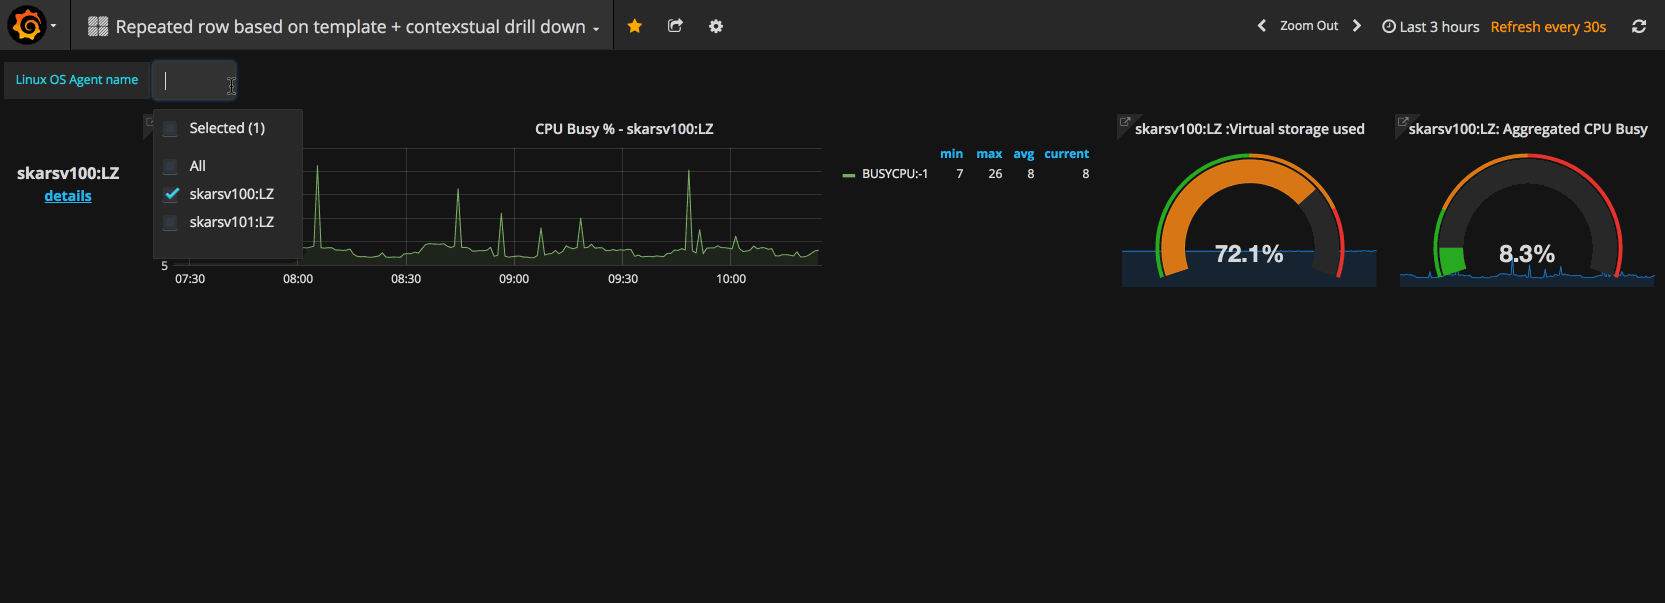 Repeated row based on template + contexstual drill down
Zoom Out
Last 3 hours
Refresh every 30s
Linux OS Agent name
Selected (1)
All
skarsv100:LZ
skarsv101:LZ
skarsv100:LZ
details
CPU Busy % - skarsv100:LZ
5
07:30 08:00 08:30 09:00 09:30 10:00
min max avg current
BUSYCPU:-1 7 26 8 8
skarsv100:LZ :Virtual storage used
72.1%
skarsv100:LZ: Aggregated CPU Busy
8.3%